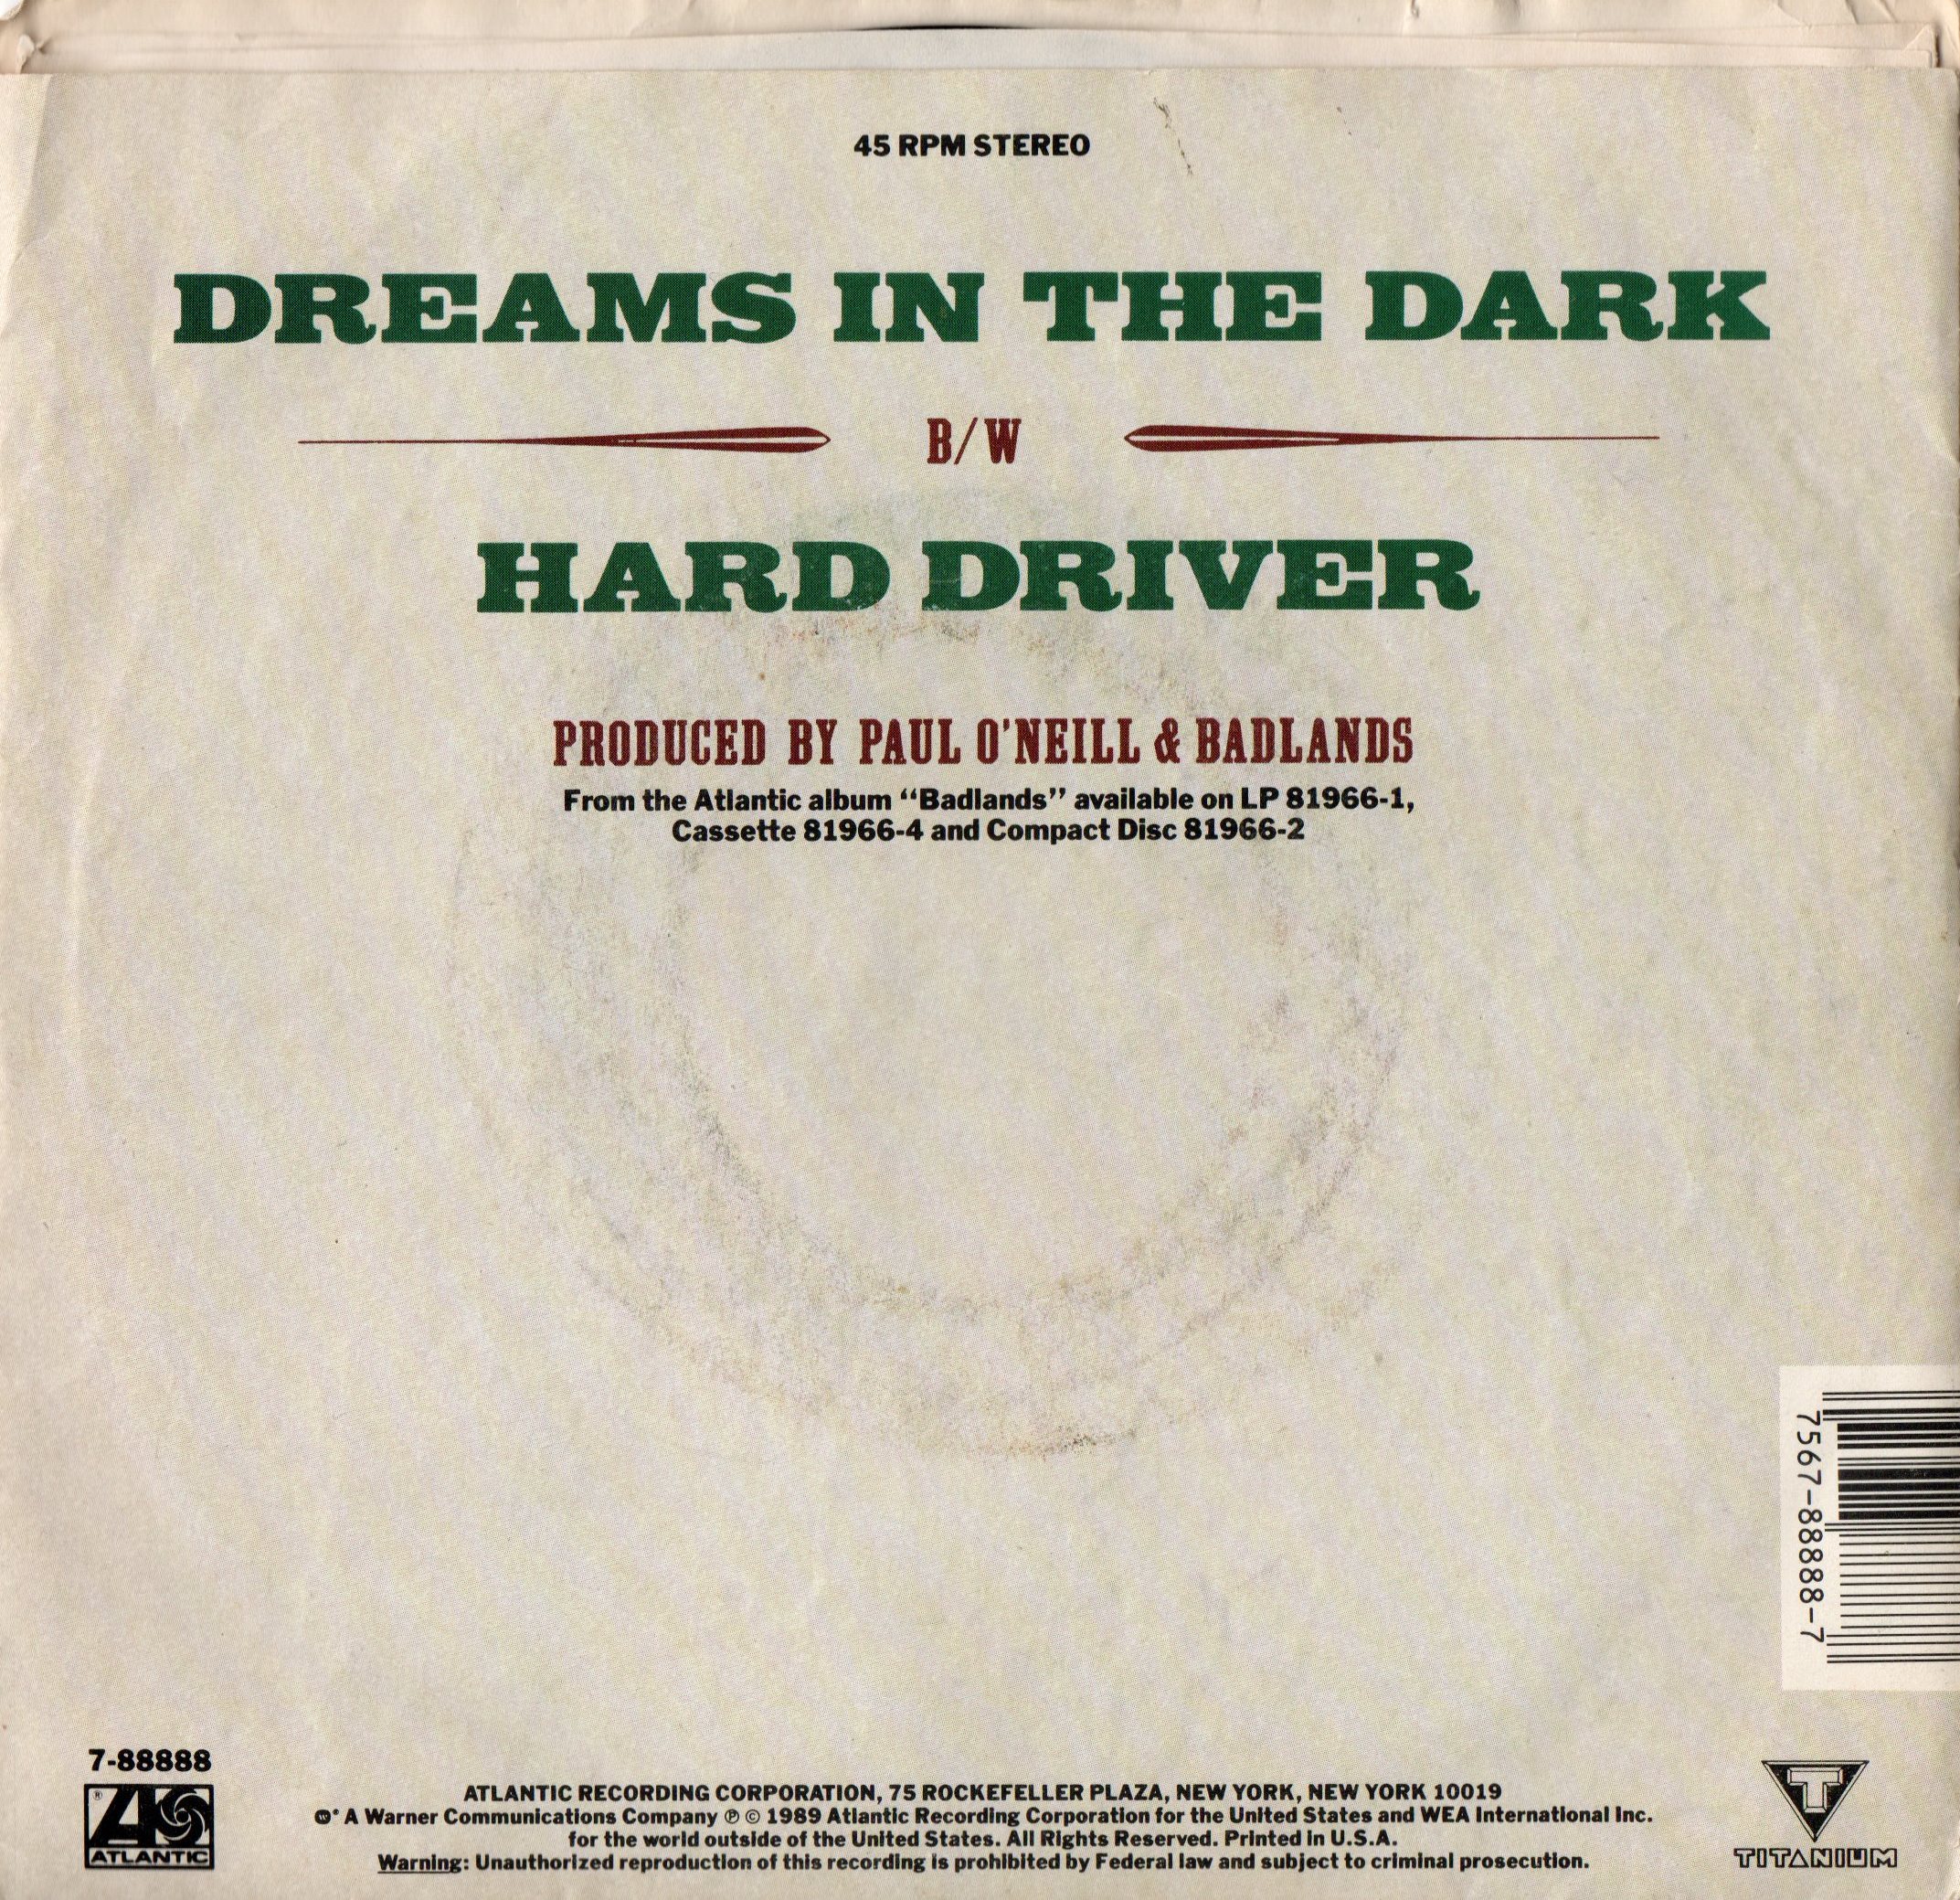 45 RPM STEREO
DREAMS IN THE DARK
B/W
HARD DRIVER
PRODUCED BY PAUL O'NEILL & BADLANDS
From the Atlantic album “Badlands” available on LP 81966-1,
Cassette 81966-4 and Compact Disc 81966-2
7567-88888-7
7-88888
®
ATLANTIC
ATLANTIC RECORDING CORPORATION, 75 ROCKEFELLER PLAZA, NEW YORK, NEW YORK 10019
A Warner Communications Company ℗ © 1989 Atlantic Recording Corporation for the United States and WEA International Inc.
for the world outside of the United States. All Rights Reserved. Printed in U.S.A.
Warning: Unauthorized reproduction of this recording is prohibited by Federal law and subject to criminal prosecution.
T
TITANIUM